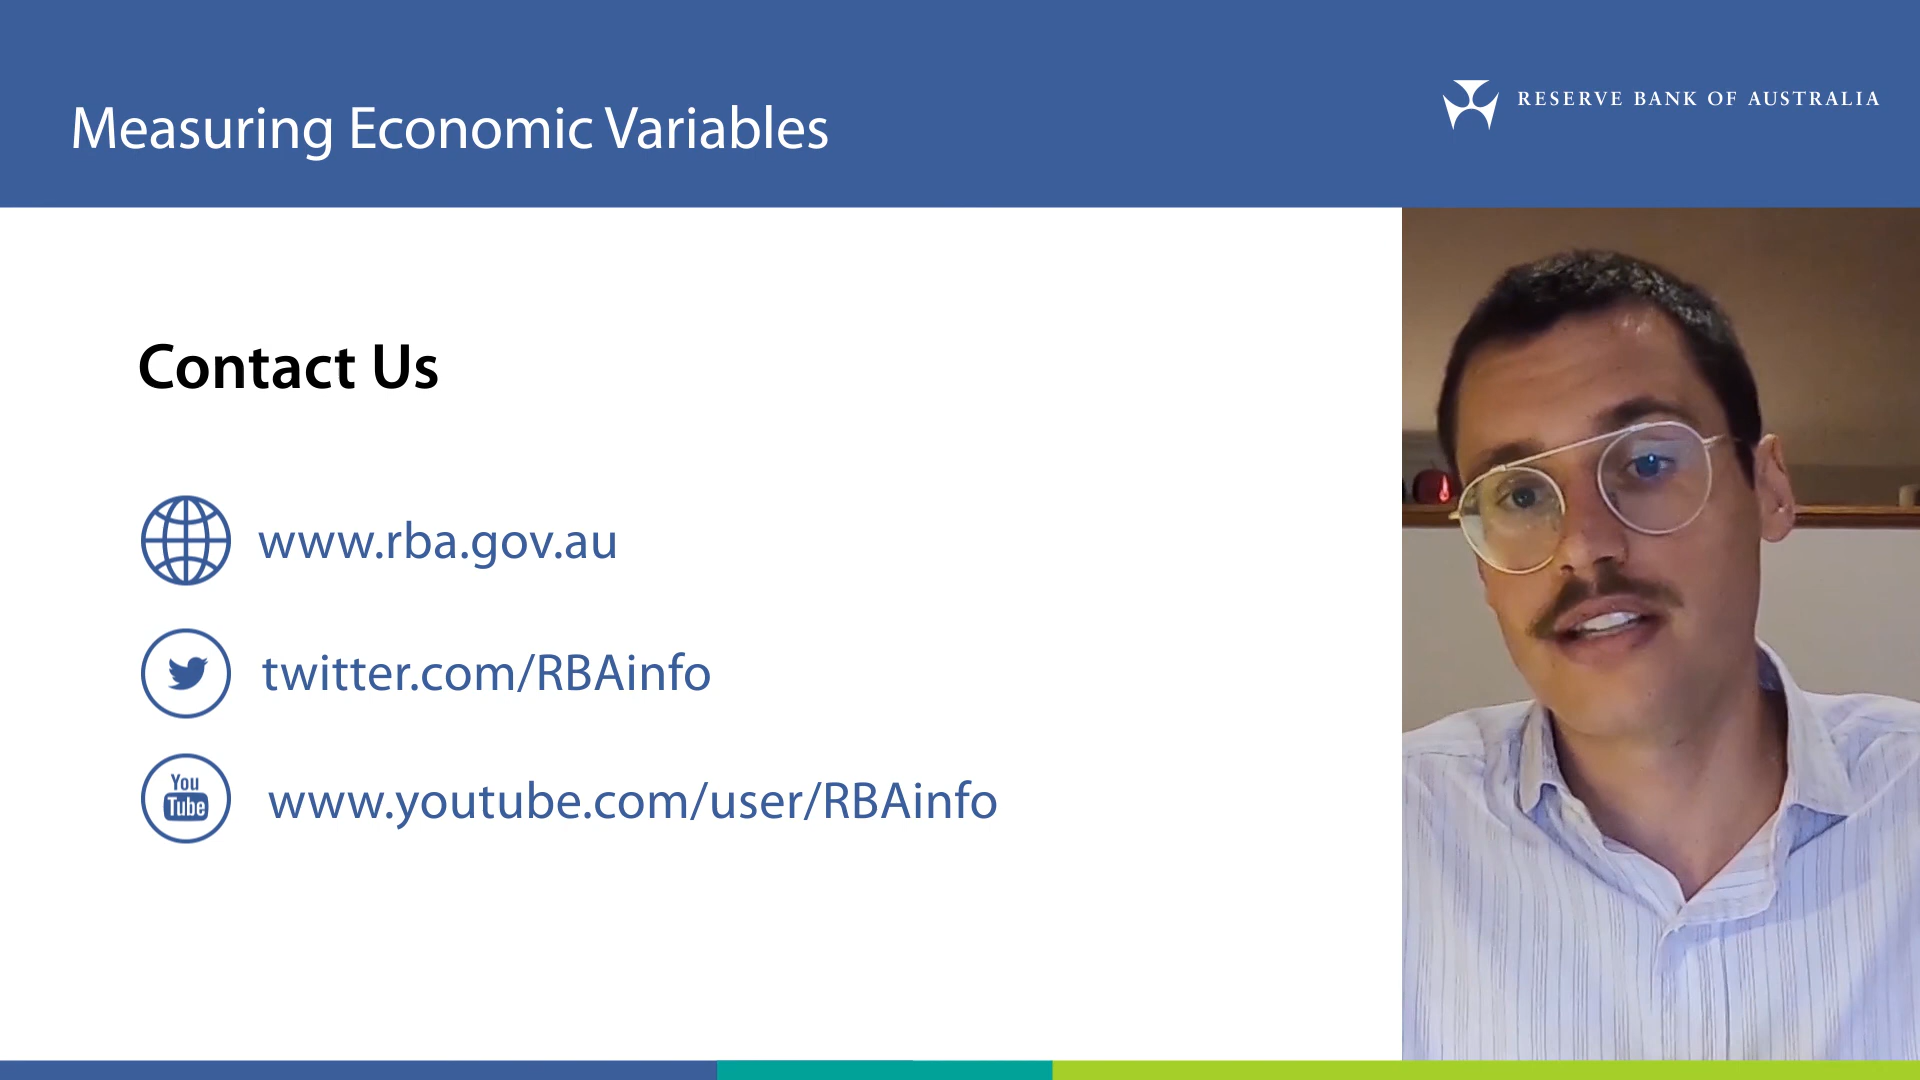 Measuring Economic Variables
RESERVE BANK OF AUSTRALIA
Contact Us
www.rba.gov.au
twitter.com/RBAinfo
You
Tube
www.youtube.com/user/RBAinfo